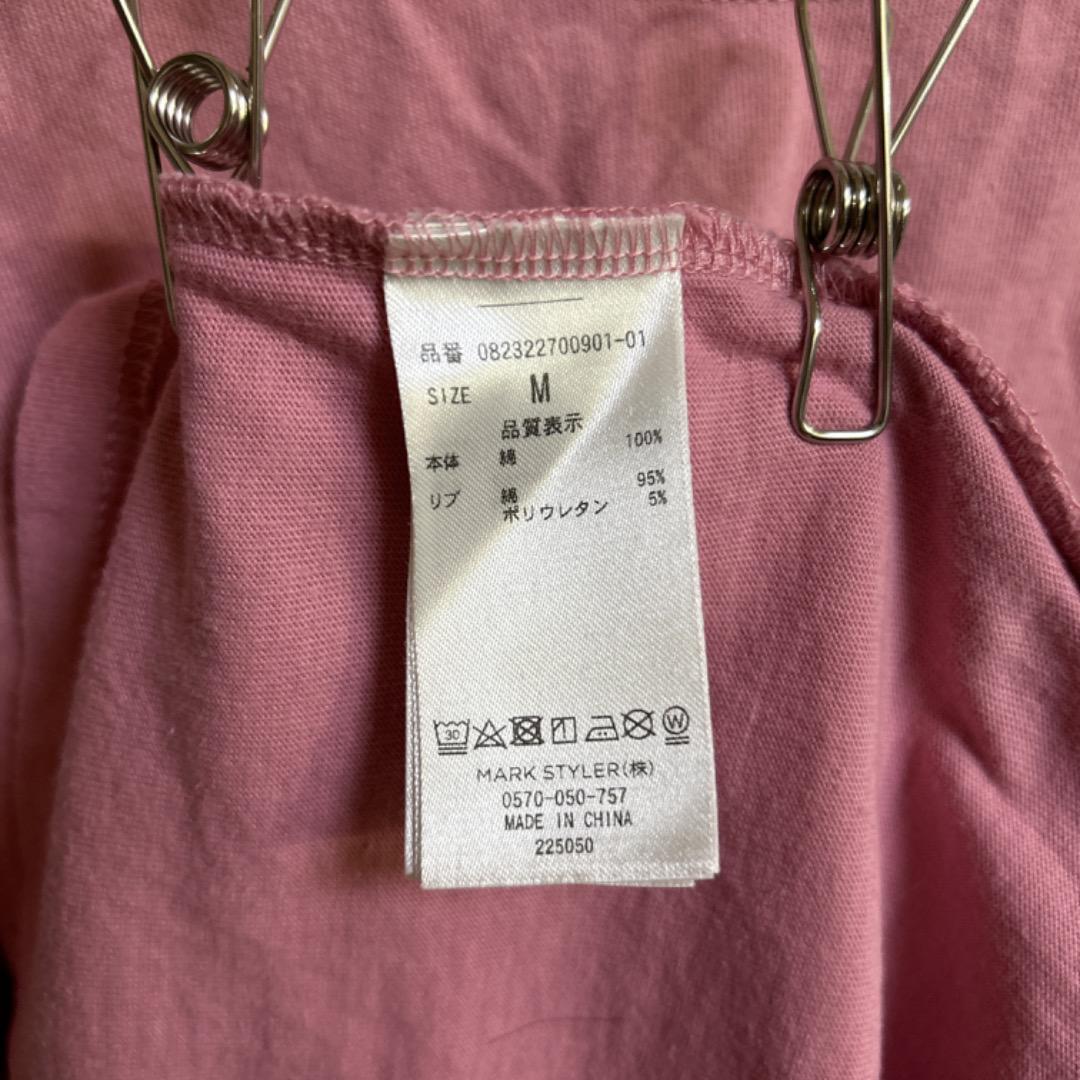 品番 082322700901-01
SIZE M
品質表示
本体 綿 100%
リブ 綿 95%
ポリウレタン 5%
30 W
MARK STYLER(株)
0570-050-757
MADE IN CHINA
225050